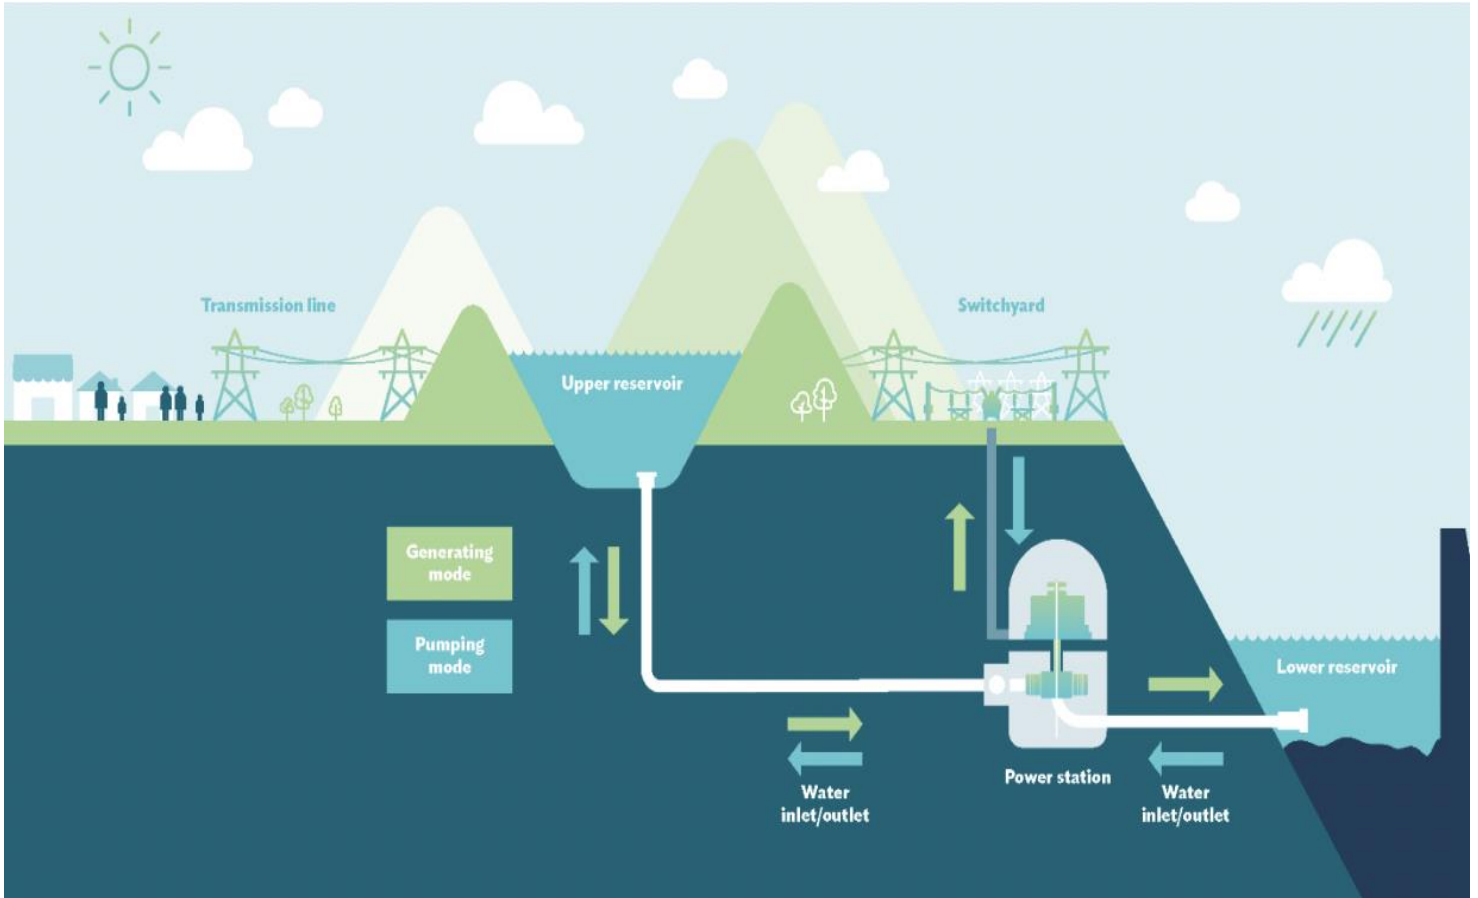 Transmission line
Switchyard
Upper reservoir
Generating
mode
Pumping
mode
Lower reservoir
Power station
Water
inlet/outlet
Water
inlet/outlet